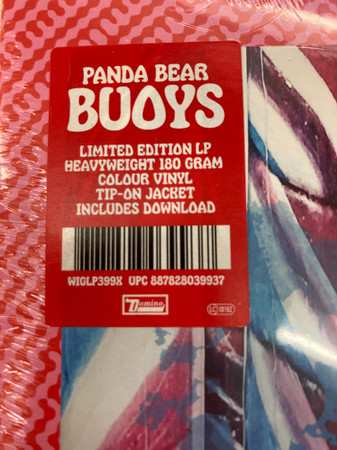 PANDA BEAR
BUOYS
LIMITED EDITION LP
HEAVYWEIGHT 180 GRAM
COLOUR VINYL
TIP-ON JACKET
INCLUDES DOWNLOAD
WIGLP399X UPC 887828039937
Domino
LC